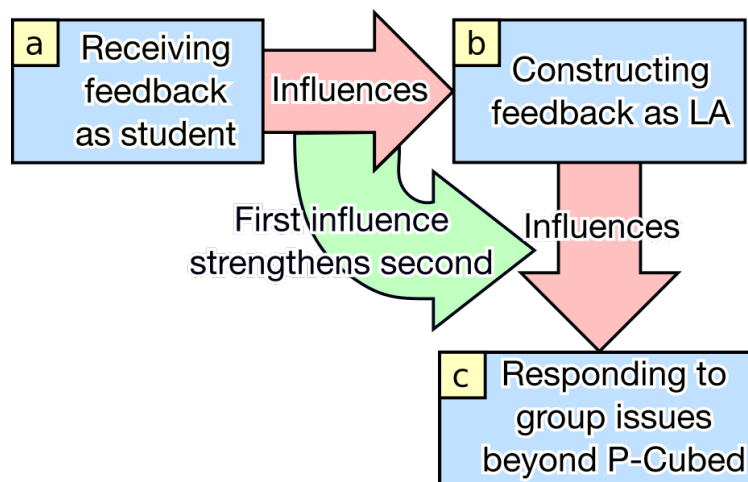 a
Receiving
feedback
as student
Influences
b
Constructing
feedback as LA
First influence
strengthens second
Influences
c
Responding to
group issues
beyond P-Cubed